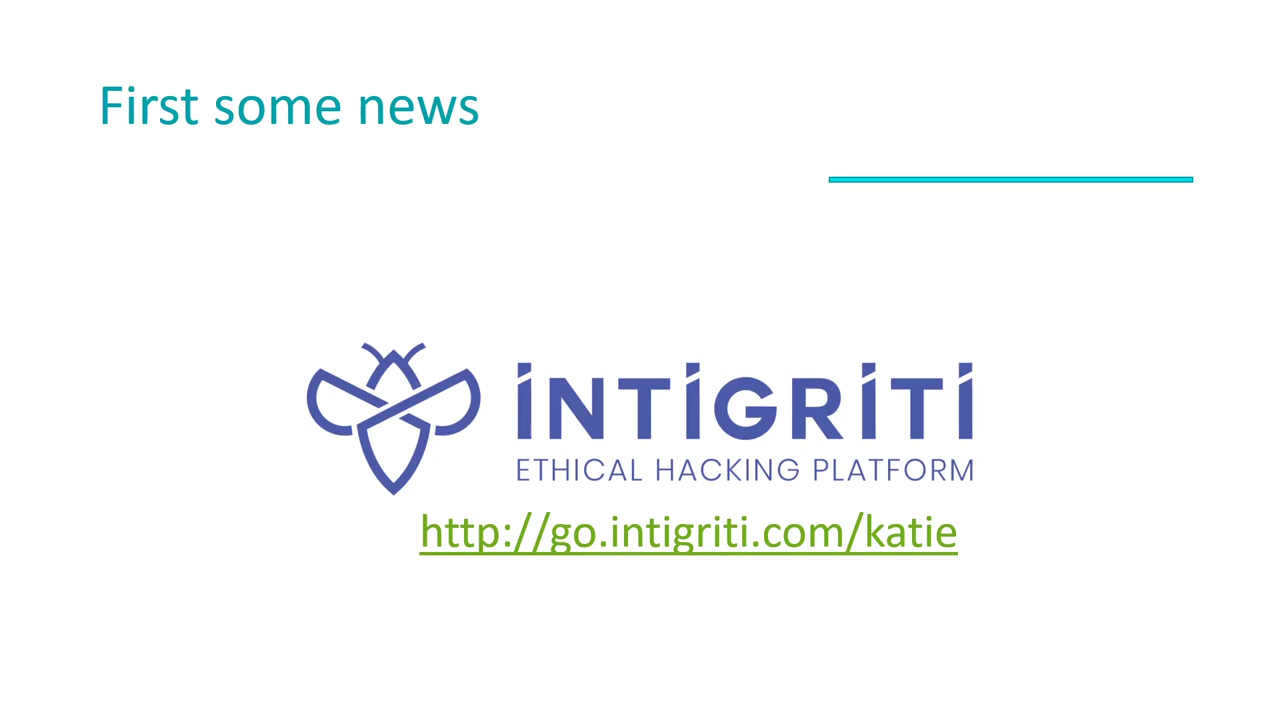 First some news
INTIGRITI
ETHICAL HACKING PLATFORM
http://go.intigriti.com/katie